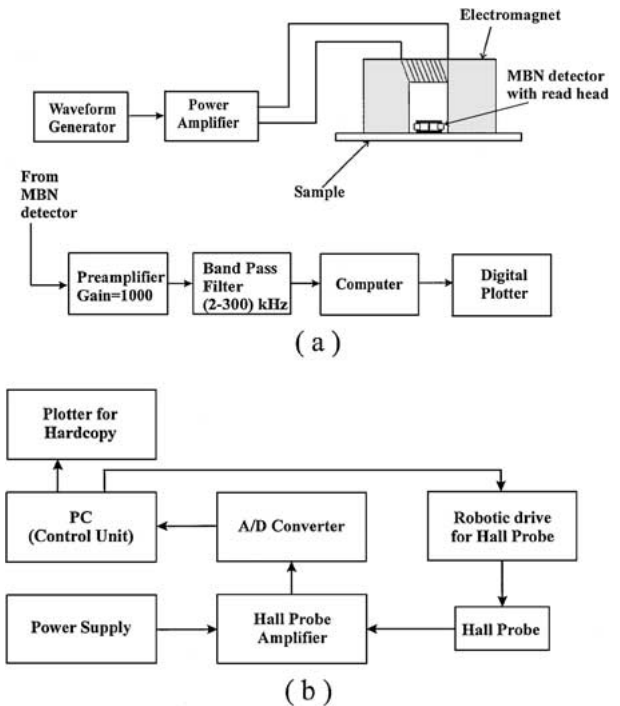 Electromagnet
MBN detector
with read head
Waveform
Generator
Power
Amplifier
Sample
From
MBN
detector
Preamplifier
Gain=1000
Band Pass
Filter
(2-300) kHz
Computer
Digital
Plotter
( a )
Plotter for
Hardcopy
PC
(Control Unit)
A/D Converter
Robotic drive
for Hall Probe
Power Supply
Hall Probe
Amplifier
Hall Probe
( b )